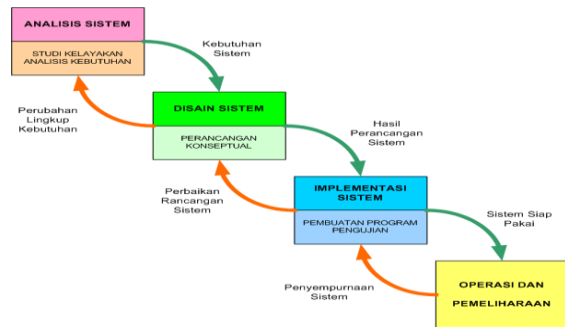 ANALISIS SISTEM
STUDI KELAYAKAN
ANALISIS KEBUTUHAN
Kebutuhan
Sistem
Perubahan
Lingkup
Kebutuhan
DISAIN SISTEM
PERANCANGAN
KONSEPTUAL
Hasil
Perancangan
Sistem
Perbaikan
Rancangan
Sistem
IMPLEMENTASI
SISTEM
PEMBUATAN PROGRAM
PENGUJIAN
Sistem Siap
Pakai
Penyempurnaan
Sistem
OPERASI DAN
PEMELIHARAAN